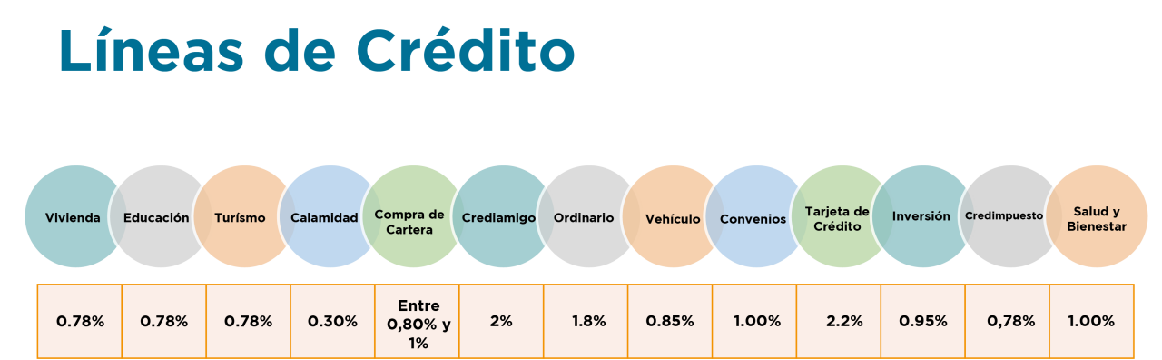 Líneas de Crédito
Vivienda
Educación
Turísmo
Calamidad
Compra de
Cartera
Crediamigo
Ordinario
Vehículo
Convenios
Tarjeta de
Crédito
Inversión
Credimpuesto
Salud y
Bienestar
0.78%
0.78%
0.78%
0.30%
Entre
0,80% y
1%
2%
1.8%
0.85%
1.00%
2.2%
0.95%
0,78%
1.00%